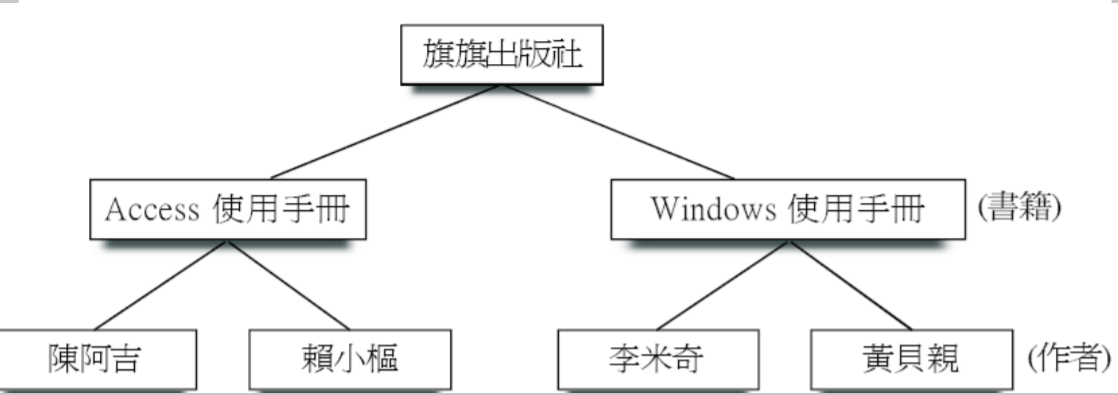 旗旗出版社
Access 使用手冊
Windows 使用手冊
(書籍)
陳阿吉
賴小樞
李米奇
黃貝親
(作者)